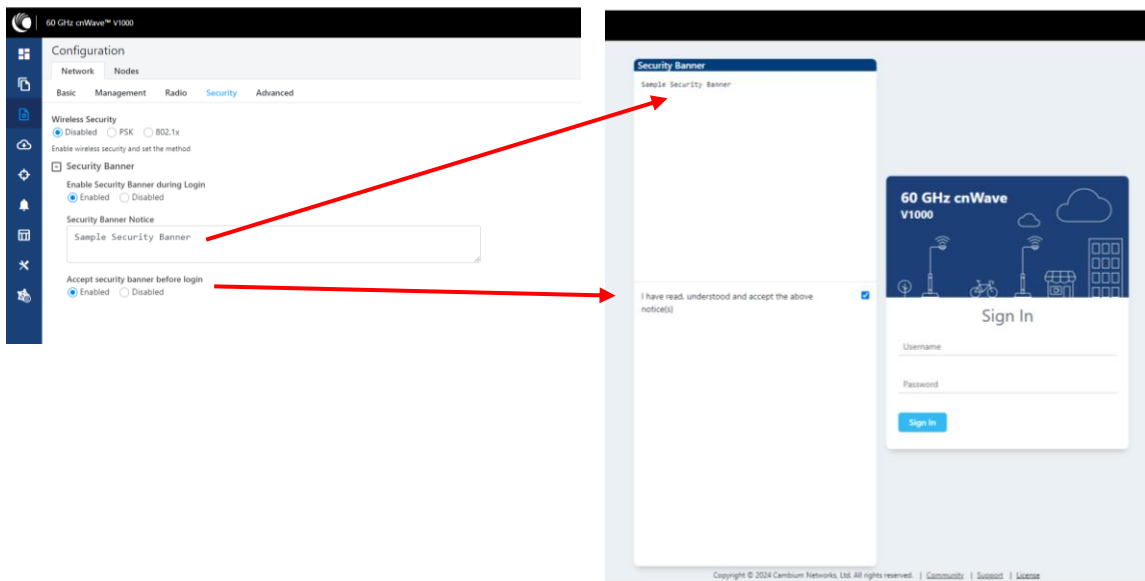 60 GHz cnWave™ V1000
Configuration
Network Nodes
Basic Management Radio Security Advanced
Wireless Security
Disabled PSK 802.1x
Enable wireless security and set the method
Security Banner
Enable Security Banner during Login
Enabled Disabled
Security Banner Notice
Sample Security Banner
Accept security banner before login
Enabled Disabled
Security Banner
Sample Security Banner
I have read, understood and accept the above
notice(s)
60 GHz cnWave
V1000
Sign In
Username
Password
Sign In
Copyright © 2024 Cambium Networks, Ltd. All rights reserved. | Community | Support | License